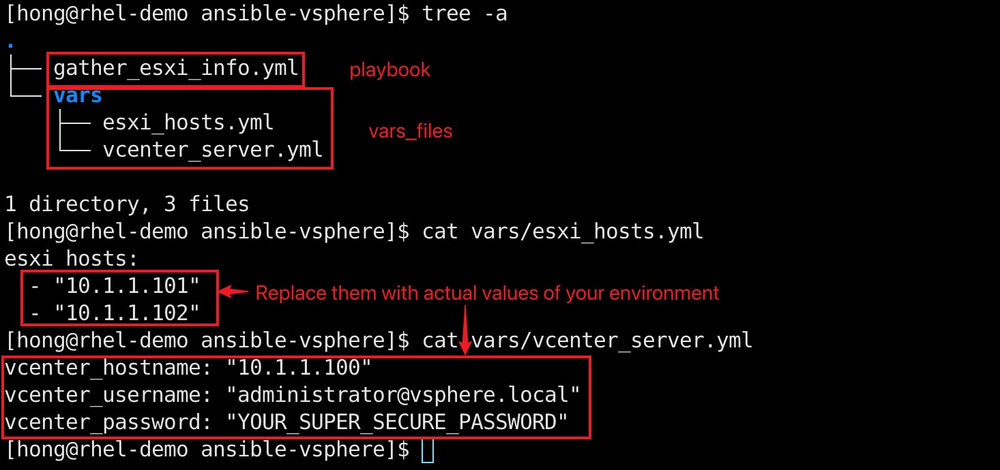 [hong@rhel-demo ansible-vsphere]$ tree -a
.
├── gather_esxi_info.yml playbook
└── vars
    ├── esxi_hosts.yml vars_files
    └── vcenter_server.yml
1 directory, 3 files
[hong@rhel-demo ansible-vsphere]$ cat vars/esxi_hosts.yml
esxi_hosts:
  - "10.1.1.101" Replace them with actual values of your environment
  - "10.1.1.102"
[hong@rhel-demo ansible-vsphere]$ cat vars/vcenter_server.yml
vcenter_hostname: "10.1.1.100"
vcenter_username: "administrator@vsphere.local"
vcenter_password: "YOUR_SUPER_SECURE_PASSWORD"
[hong@rhel-demo ansible-vsphere]$